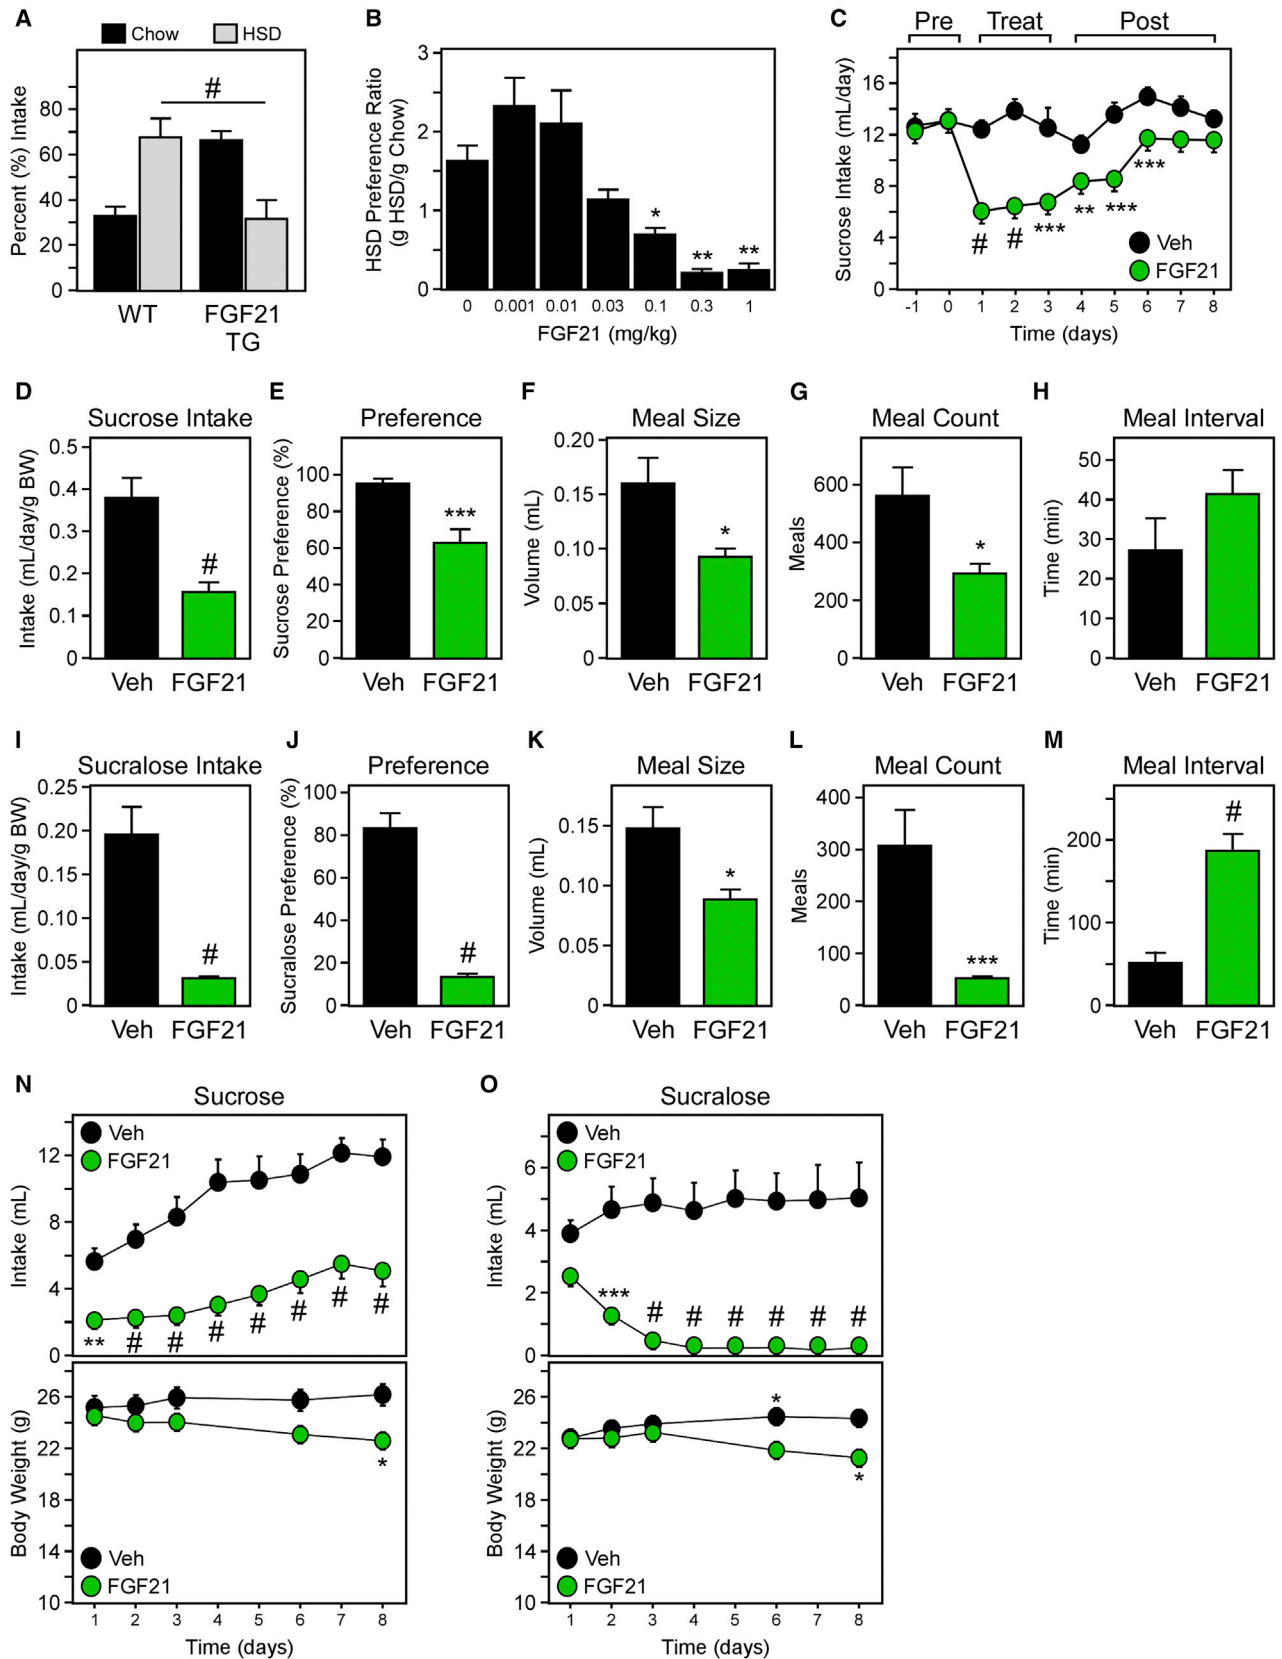 A
Chow
HSD
Percent (%) Intake
80
60
40
20
0
#
WT
FGF21
TG
B
HSD Preference Ratio
(g HSD/g Chow)
3
2
1
0
*
**
**
0
0.001
0.01
0.03
0.1
0.3
1
FGF21 (mg/kg)
C
Pre
Treat
Post
Sucrose Intake (mL/day)
16
12
8
4
0
#
#
***
**
***
***
Veh
FGF21
-1
0
1
2
3
4
5
6
7
8
Time (days)
D
Sucrose Intake
Intake (mL/day/g BW)
0.5
0.4
0.3
0.2
0.1
0
#
Veh
FGF21
E
Preference
Sucrose Preference (%)
100
80
60
40
20
0
***
Veh
FGF21
F
Meal Size
Volume (mL)
0.20
0.15
0.10
0.05
0
*
Veh
FGF21
G
Meal Count
Meals
600
400
200
0
*
Veh
FGF21
H
Meal Interval
Time (min)
50
40
30
20
10
0
Veh
FGF21
I
Sucralose Intake
Intake (mL/day/g BW)
0.25
0.20
0.15
0.10
0.05
0
#
Veh
FGF21
J
Preference
Sucralose Preference (%)
100
80
60
40
20
0
#
Veh
FGF21
K
Meal Size
Volume (mL)
0.15
0.10
0.05
0
*
Veh
FGF21
L
Meal Count
Meals
400
300
200
100
0
***
Veh
FGF21
M
Meal Interval
Time (min)
200
100
0
#
Veh
FGF21
N
Sucrose
Veh
FGF21
Intake (mL)
12
8
4
0
**
#
#
#
#
#
#
#
Body Weight (g)
26
22
18
14
10
*
Veh
FGF21
1
2
3
4
5
6
7
8
Time (days)
O
Sucralose
Veh
FGF21
Intake (mL)
6
4
2
0
***
#
#
#
#
#
#
Body Weight (g)
26
22
18
14
10
*
*
Veh
FGF21
1
2
3
4
5
6
7
8
Time (days)